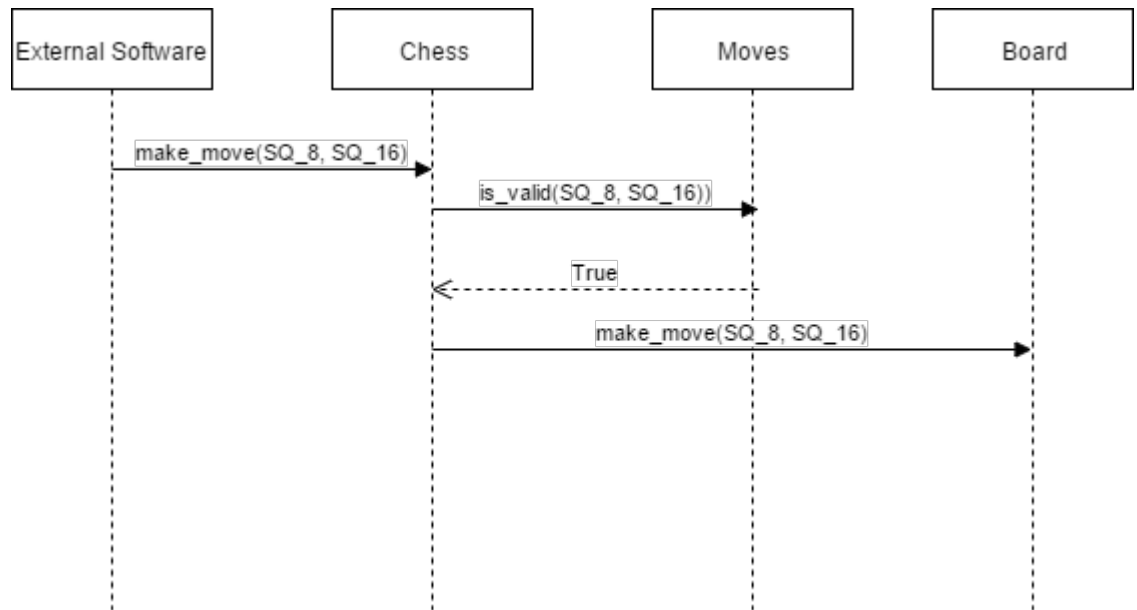 External Software
Chess
Moves
Board
make_move(SQ_8, SQ_16)
is_valid(SQ_8, SQ_16))
True
make_move(SQ_8, SQ_16)